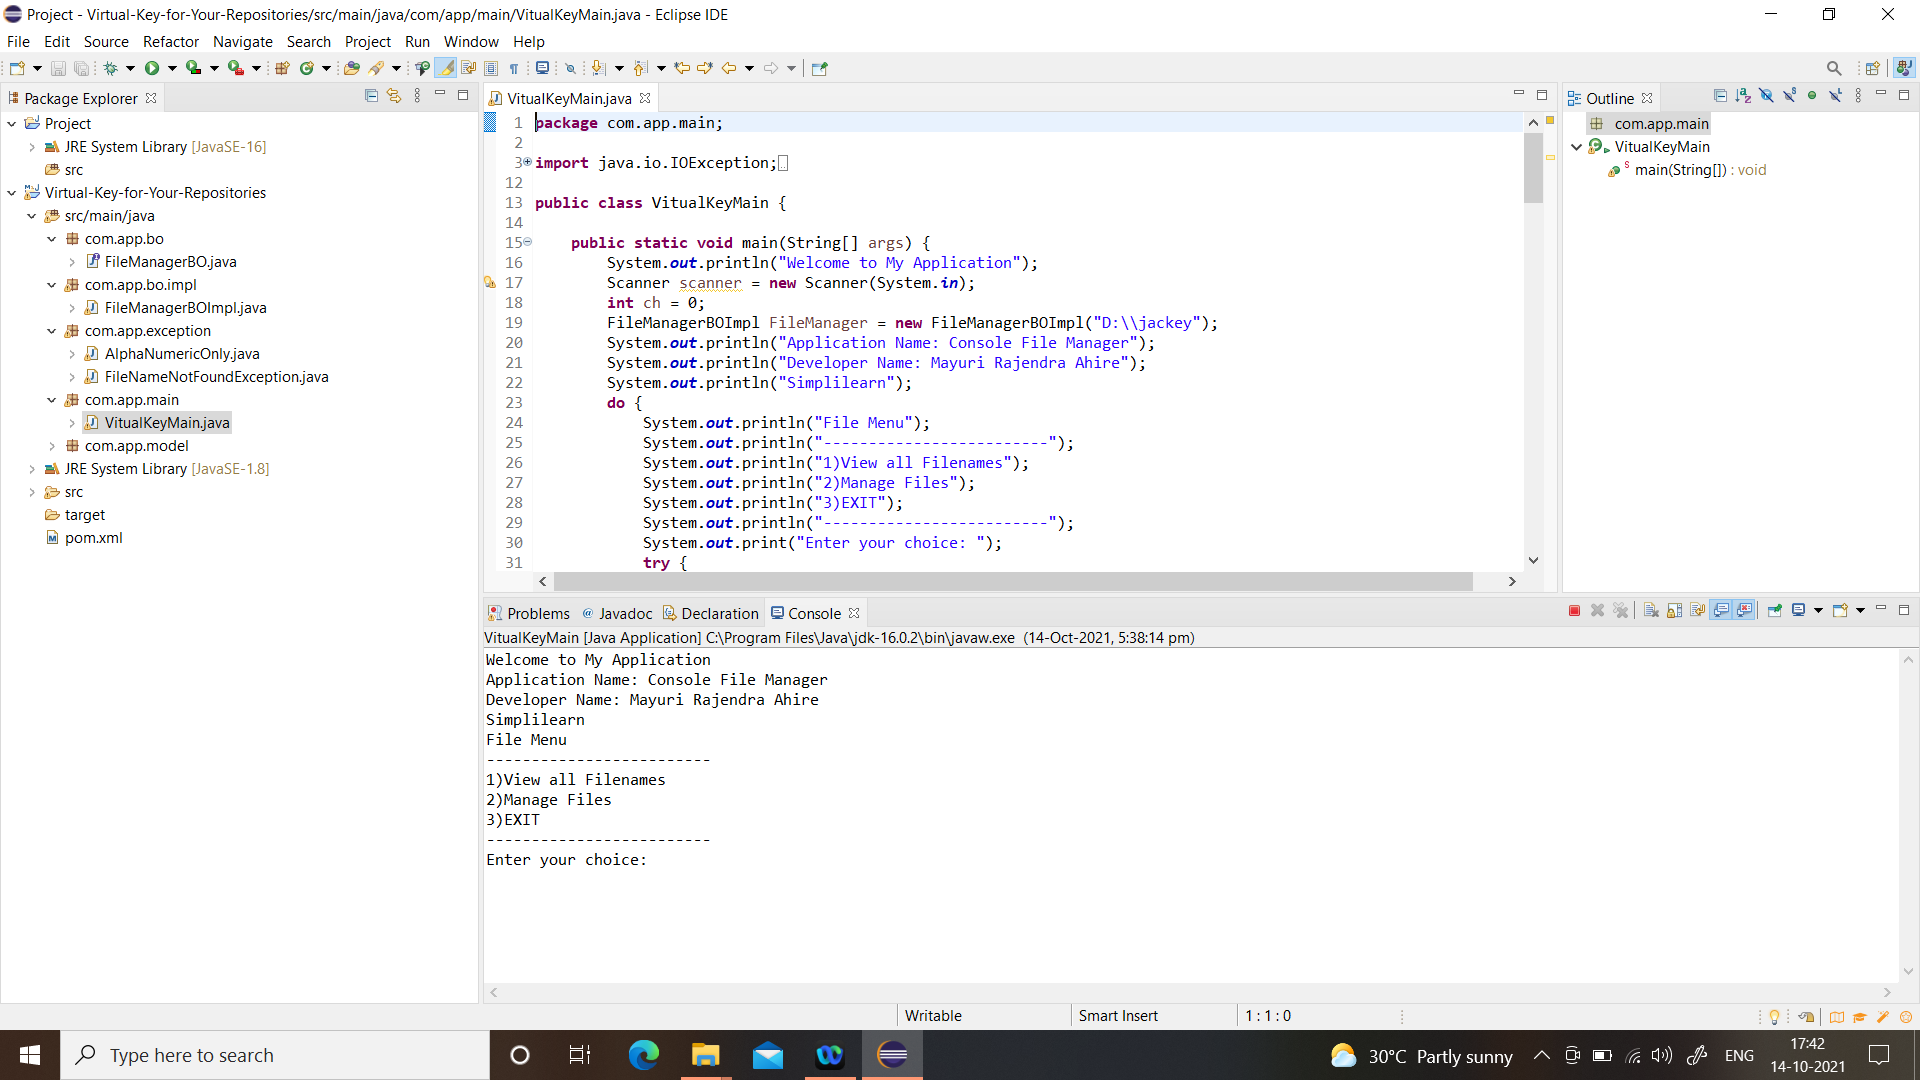 Project - Virtual-Key-for-Your-Repositories/src/main/java/com/app/main/VitualKeyMain.java - Eclipse IDE
File Edit Source Refactor Navigate Search Project Run Window Help
Package Explorer
Project
JRE System Library [JavaSE-16]
src
Virtual-Key-for-Your-Repositories
src/main/java
com.app.bo
FileManagerBO.java
com.app.bo.impl
FileManagerBOImpl.java
com.app.exception
AlphaNumericOnly.java
FileNameNotFoundException.java
com.app.main
VitualKeyMain.java
com.app.model
JRE System Library [JavaSE-1.8]
src
target
pom.xml
VitualKeyMain.java
1 package com.app.main;
2
3 import java.io.IOException;
12
13 public class VitualKeyMain {
14
15 public static void main(String[] args) {
16 System.out.println("Welcome to My Application");
17 Scanner scanner = new Scanner(System.in);
18 int ch = 0;
19 FileManagerBOImpl FileManager = new FileManagerBOImpl("D:\\jackey");
20 System.out.println("Application Name: Console File Manager");
21 System.out.println("Developer Name: Mayuri Rajendra Ahire");
22 System.out.println("Simplilearn");
23 do {
24 System.out.println("File Menu");
25 System.out.println("-------------------------");
26 System.out.println("1)View all Filenames");
27 System.out.println("2)Manage Files");
28 System.out.println("3)EXIT");
29 System.out.println("-------------------------");
30 System.out.print("Enter your choice: ");
31 try {
Outline
com.app.main
VitualKeyMain
main(String[]) : void
Problems @ Javadoc Declaration Console
VitualKeyMain [Java Application] C:\Program Files\Java\jdk-16.0.2\bin\javaw.exe (14-Oct-2021, 5:38:14 pm)
Welcome to My Application
Application Name: Console File Manager
Developer Name: Mayuri Rajendra Ahire
Simplilearn
File Menu
-------------------------
1)View all Filenames
2)Manage Files
3)EXIT
-------------------------
Enter your choice:
Writable Smart Insert 1 : 1 : 0
Type here to search
30°C Partly sunny
ENG
17:42
14-10-2021